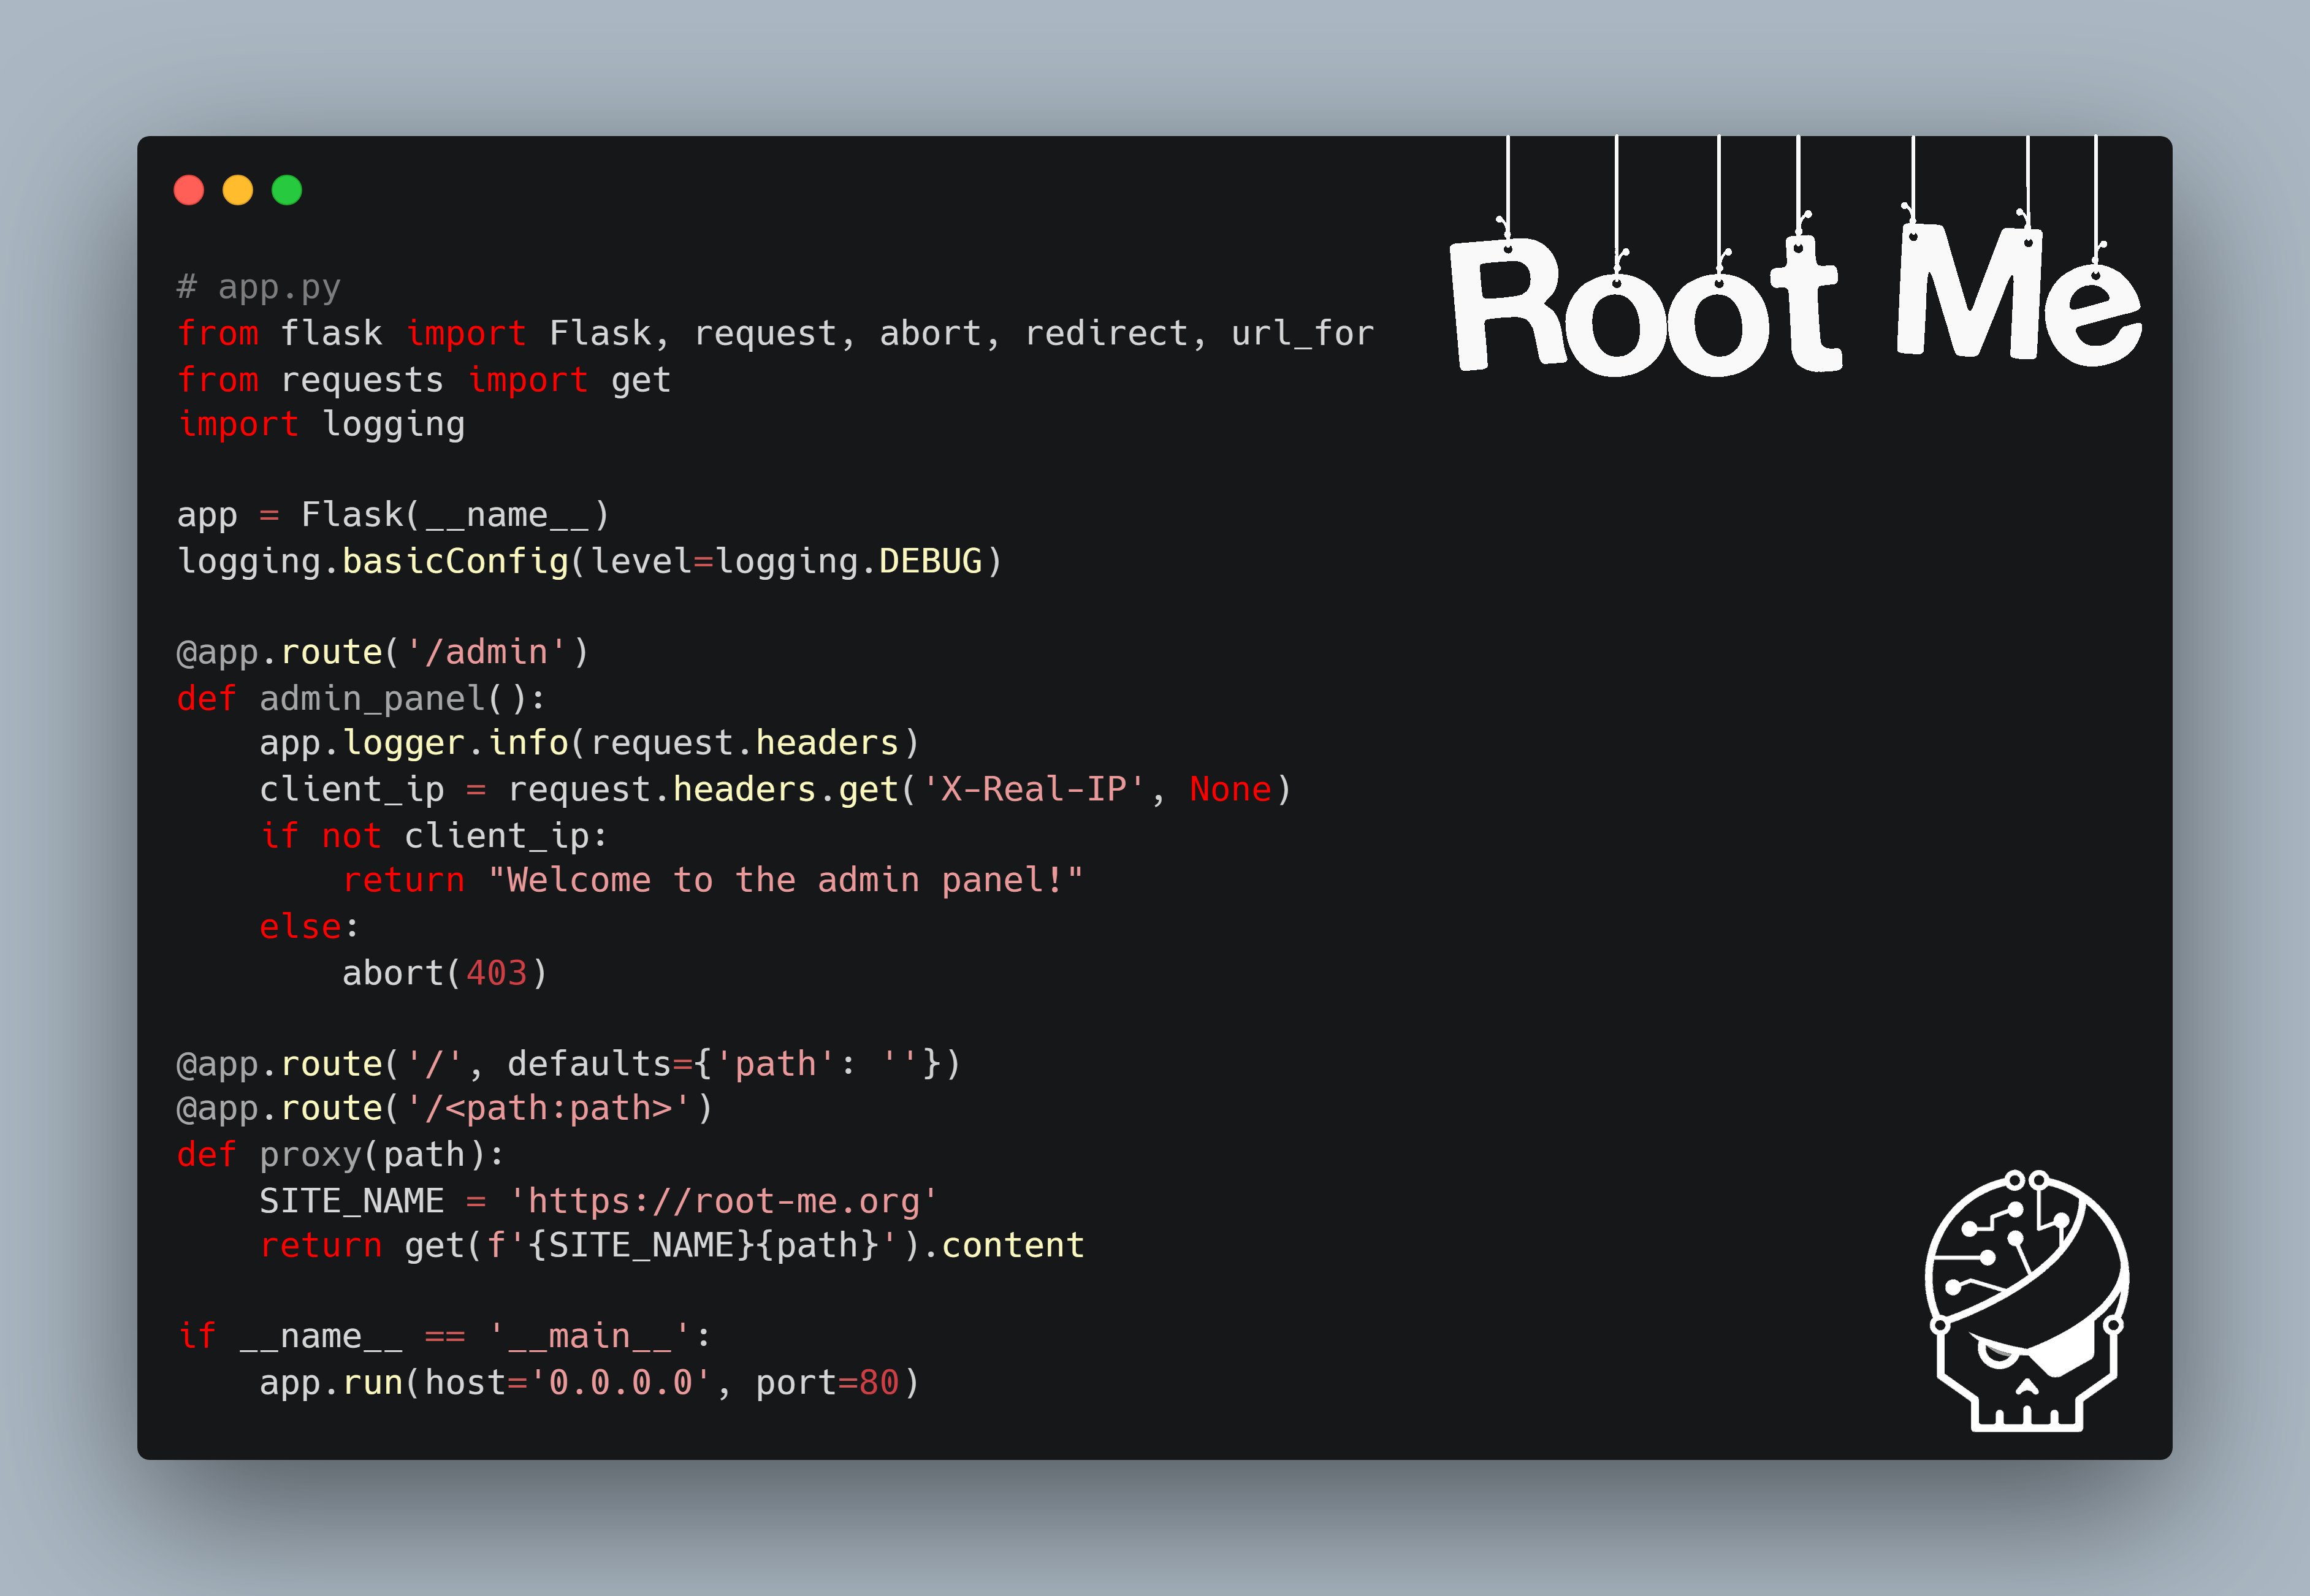 Root Me
# app.py
from flask import Flask, request, abort, redirect, url_for
from requests import get
import logging

app = Flask(__name__)
logging.basicConfig(level=logging.DEBUG)

@app.route('/admin')
def admin_panel():
    app.logger.info(request.headers)
    client_ip = request.headers.get('X-Real-IP', None)
    if not client_ip:
        return "Welcome to the admin panel!"
    else:
        abort(403)

@app.route('/', defaults={'path': ''})
@app.route('/<path:path>')
def proxy(path):
    SITE_NAME = 'https://root-me.org'
    return get(f'{SITE_NAME}{path}').content

if __name__ == '__main__':
    app.run(host='0.0.0.0', port=80)